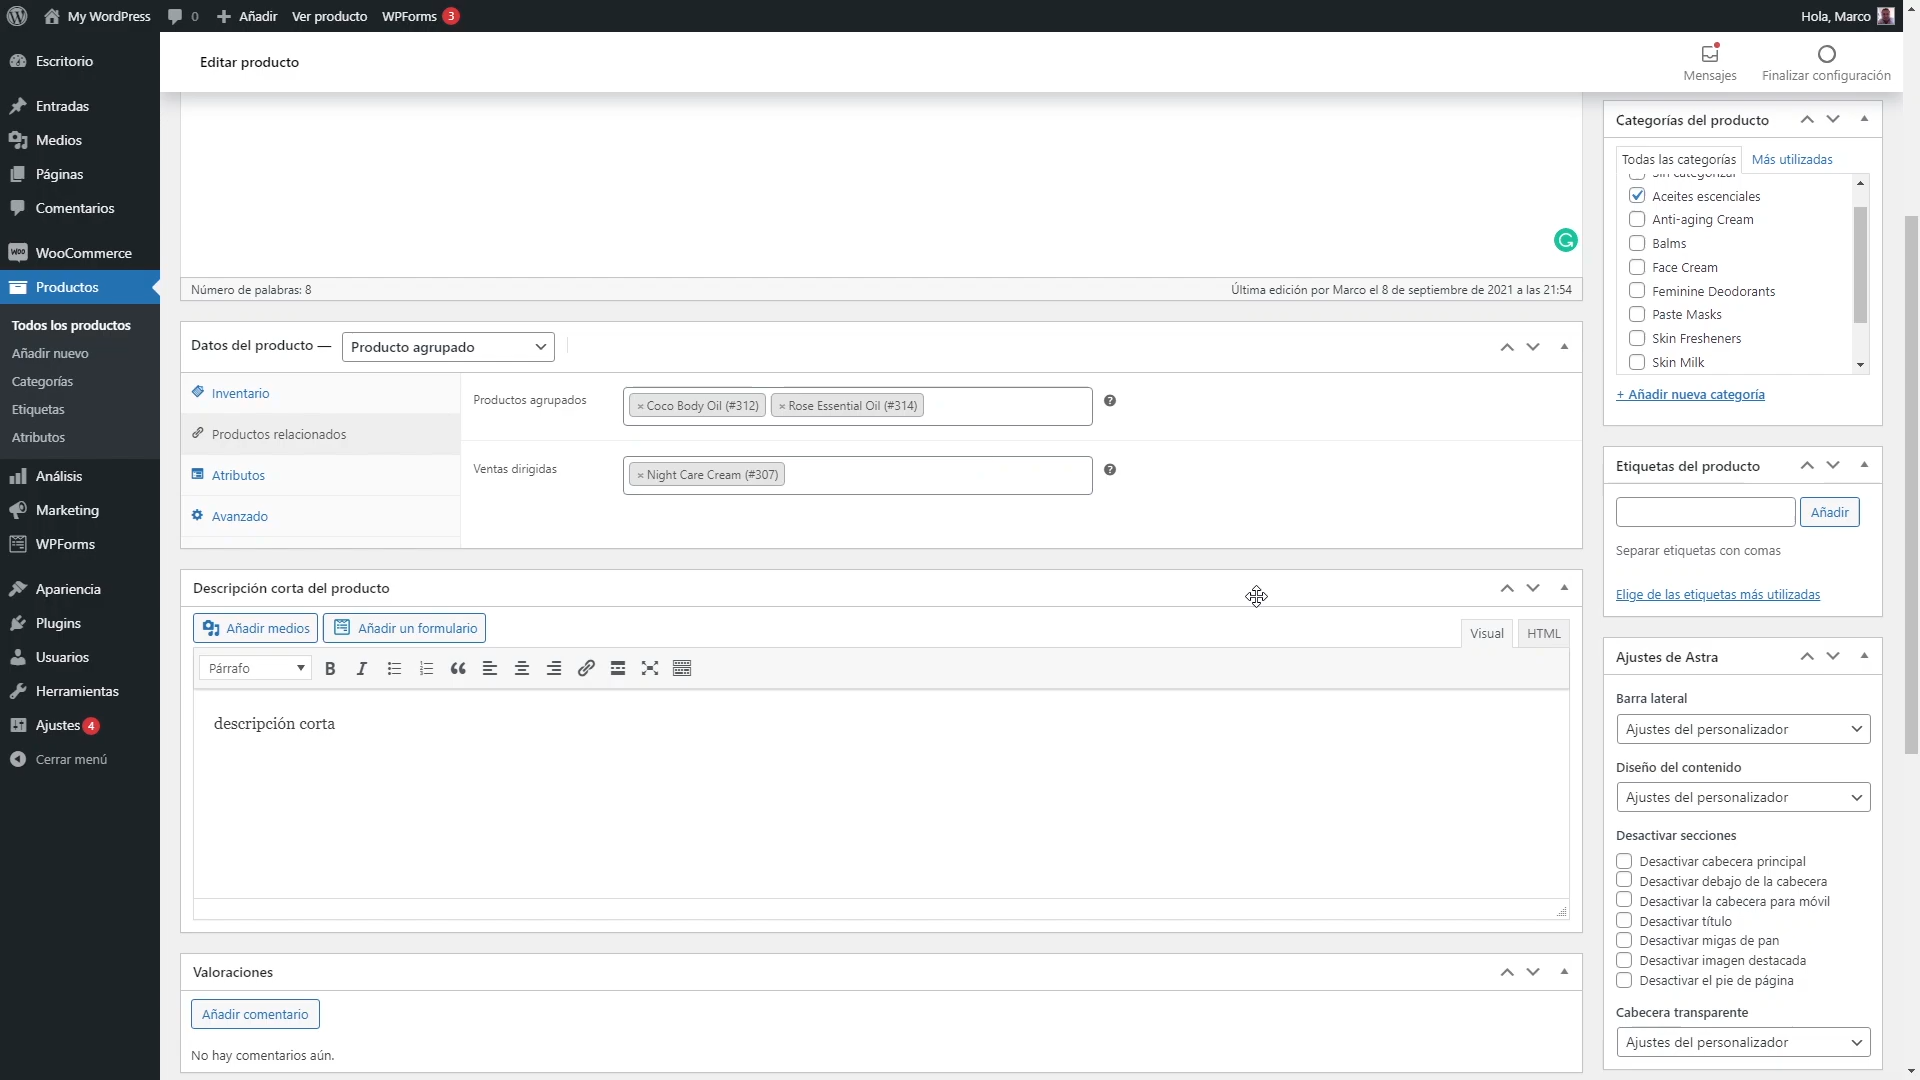 My WordPress
0
Añadir
Ver producto
WPForms 3
Hola, Marco
Escritorio
Entradas
Medios
Páginas
Comentarios
WooCommerce
Productos
Todos los productos
Añadir nuevo
Categorías
Etiquetas
Atributos
Análisis
Marketing
WPForms
Apariencia
Plugins
Usuarios
Herramientas
Ajustes 4
Cerrar menú
Editar producto
Mensajes
Finalizar configuración
Número de palabras: 8
Última edición por Marco el 8 de septiembre de 2021 a las 21:54
Datos del producto —
Producto agrupado
Inventario
Productos relacionados
Atributos
Avanzado
Productos agrupados
× Coco Body Oil (#312)
× Rose Essential Oil (#314)
Ventas dirigidas
× Night Care Cream (#307)
Descripción corta del producto
Añadir medios
Añadir un formulario
Visual
HTML
Párrafo
descripción corta
Valoraciones
Añadir comentario
No hay comentarios aún.
Categorías del producto
Todas las categorías
Más utilizadas
Sin categorizar
Aceites escenciales
Anti-aging Cream
Balms
Face Cream
Feminine Deodorants
Paste Masks
Skin Fresheners
Skin Milk
+ Añadir nueva categoría
Etiquetas del producto
Añadir
Separar etiquetas con comas
Elige de las etiquetas más utilizadas
Ajustes de Astra
Barra lateral
Ajustes del personalizador
Diseño del contenido
Ajustes del personalizador
Desactivar secciones
Desactivar cabecera principal
Desactivar debajo de la cabecera
Desactivar la cabecera para móvil
Desactivar título
Desactivar migas de pan
Desactivar imagen destacada
Desactivar el pie de página
Cabecera transparente
Ajustes del personalizador